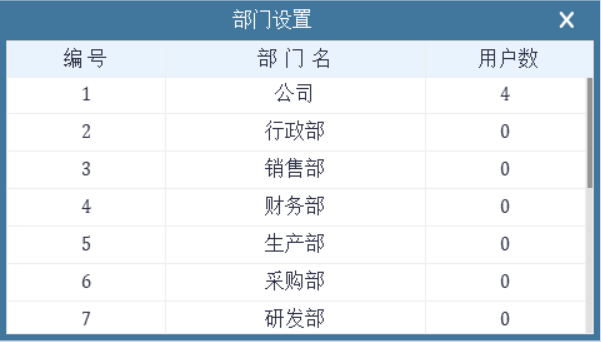 部门设置
编号 部门名 用户数
1 公司 4
2 行政部 0
3 销售部 0
4 财务部 0
5 生产部 0
6 采购部 0
7 研发部 0